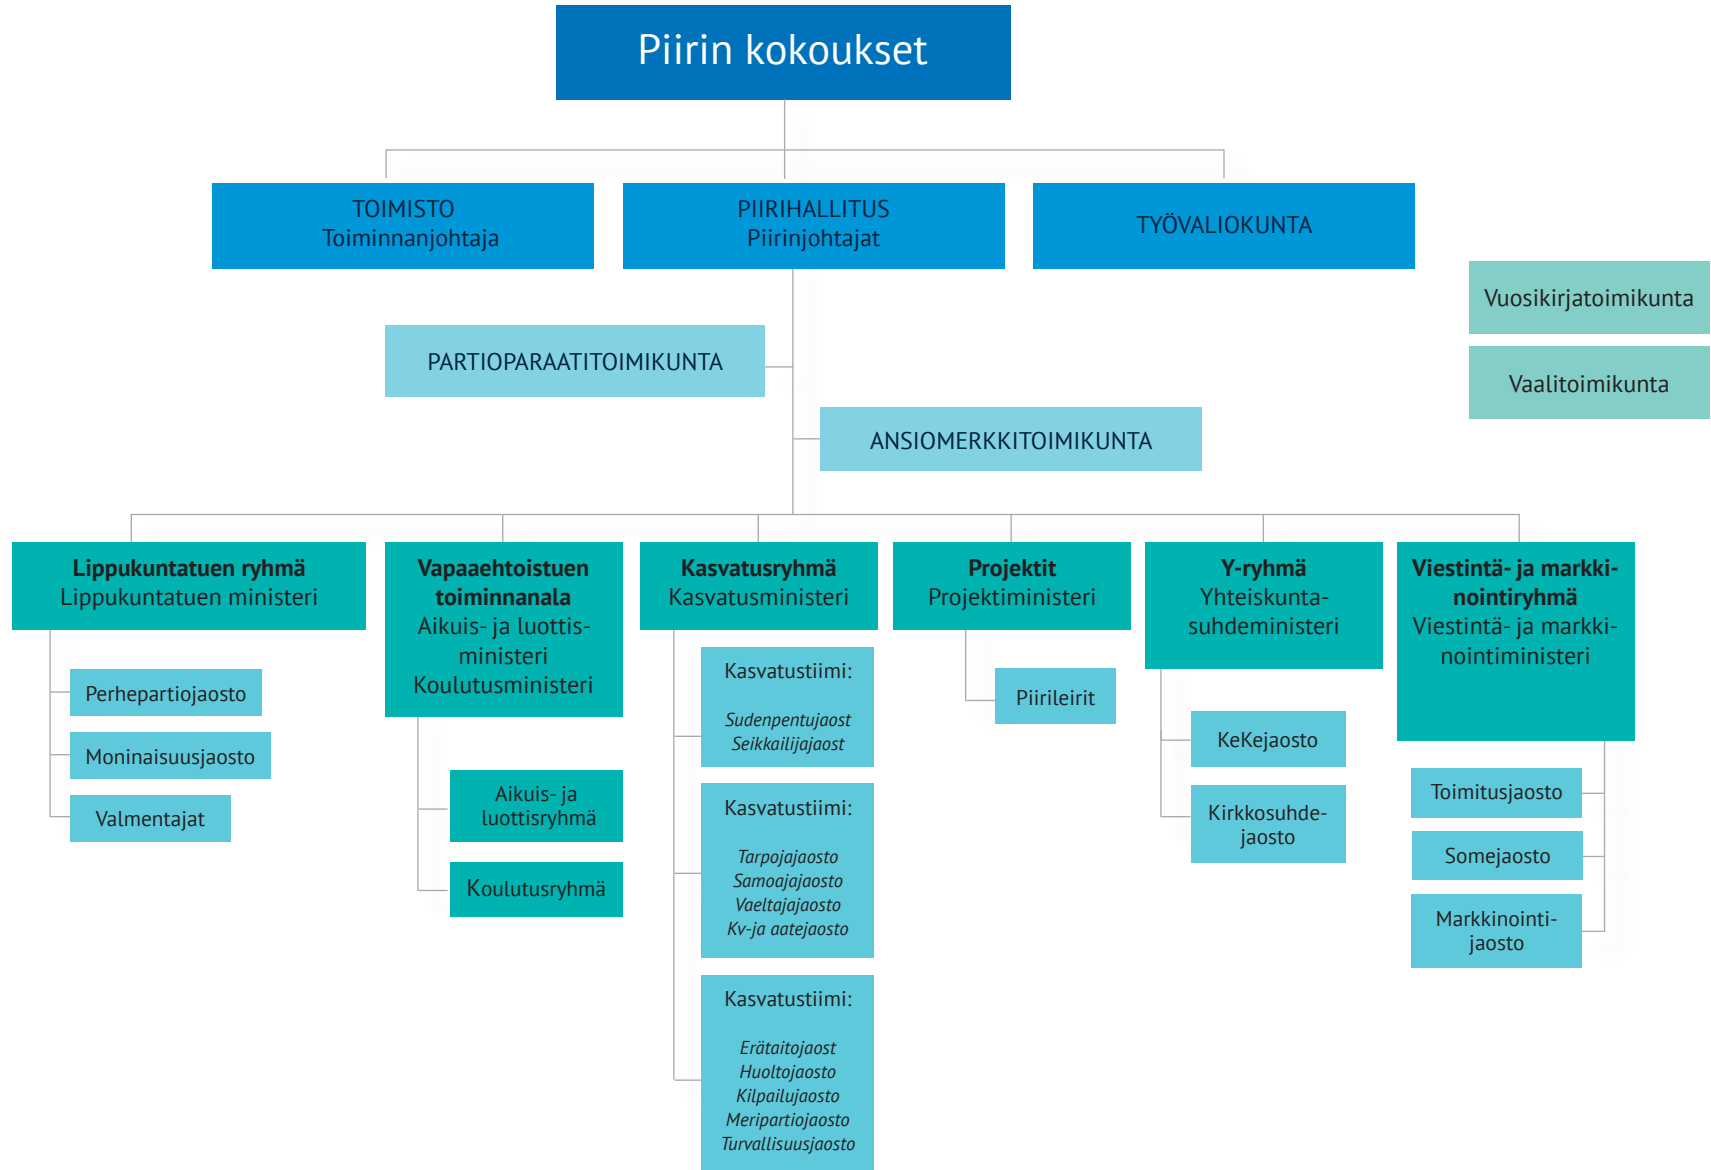 Piirin kokoukset
TOIMISTO
Toiminnanjohtaja
PIIRIHALLITUS
Piirinjohtajat
TYÖVALIOKUNTA
Vuosikirjatoimikunta
Vaalitoimikunta
PARTIOPARAATITOIMIKUNTA
ANSIOMERKKITOIMIKUNTA
Lippukuntatuen ryhmä
Lippukuntatuen ministeri
Perhepartiojaosto
Moninaisuusjaosto
Valmentajat
Vapaaehtoistuen
toiminnanala
Aikuis- ja luottis-
ministeri
Koulutusministeri
Aikuis- ja
luottisryhmä
Koulutusryhmä
Kasvatusryhmä
Kasvatusministeri
Kasvatustiimi:
Sudenpentujaost
Seikkailijajaost
Kasvatustiimi:
Tarpojajaosto
Samoajajaosto
Vaeltajajaosto
Kv-ja aatejaosto
Kasvatustiimi:
Erätaitojaost
Huoltojaosto
Kilpailujaosto
Meripartiojaosto
Turvallisuusjaosto
Projektit
Projektiministeri
Piirileirit
Y-ryhmä
Yhteiskunta-
suhdeministeri
KeKejaosto
Kirkkosuhde-
jaosto
Viestintä- ja markki-
nointiryhmä
Viestintä- ja markki-
nointiministeri
Toimitusjaosto
Somejaosto
Markkinointi-
jaosto